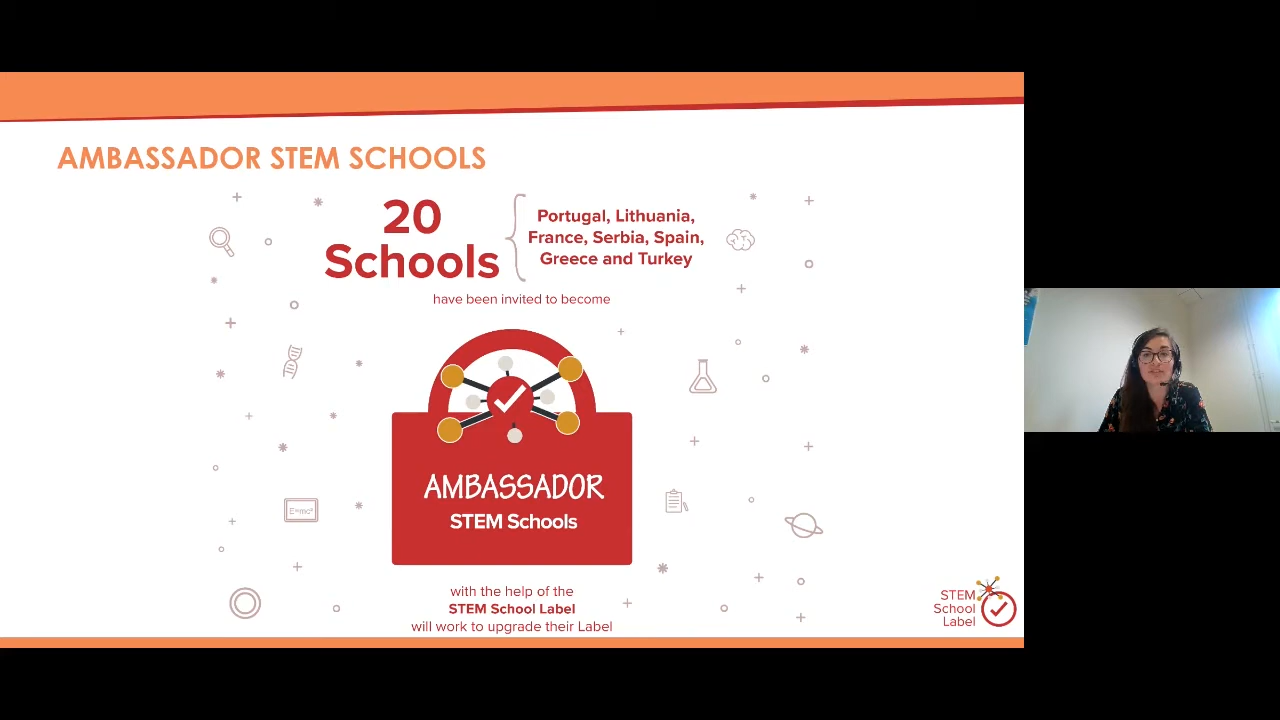 AMBASSADOR STEM SCHOOLS
20
Schools
Portugal, Lithuania,
France, Serbia, Spain,
Greece and Turkey
have been invited to become
E=mc²
AMBASSADOR
STEM Schools
with the help of the
STEM School Label
will work to upgrade their Label
STEM
School
Label